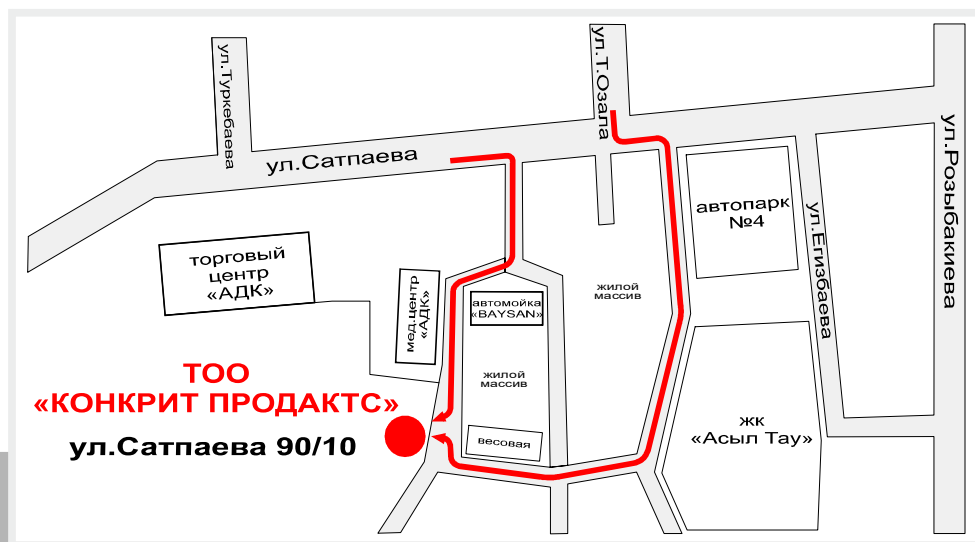 ул.Туркебаева
ул.Т.Озала
ул.Сатпаева
ул.Розыбакиева
автопарк
№4
ул.Егизбаева
торговый
центр
«АДК»
мед.центр
«АДК»
автомойка
«BAYSAN»
жилой
массив
жилой
массив
ТОО
«КОНКРИТ ПРОДАКТС»
ул.Сатпаева 90/10
весовая
жк
«Асыл Тау»